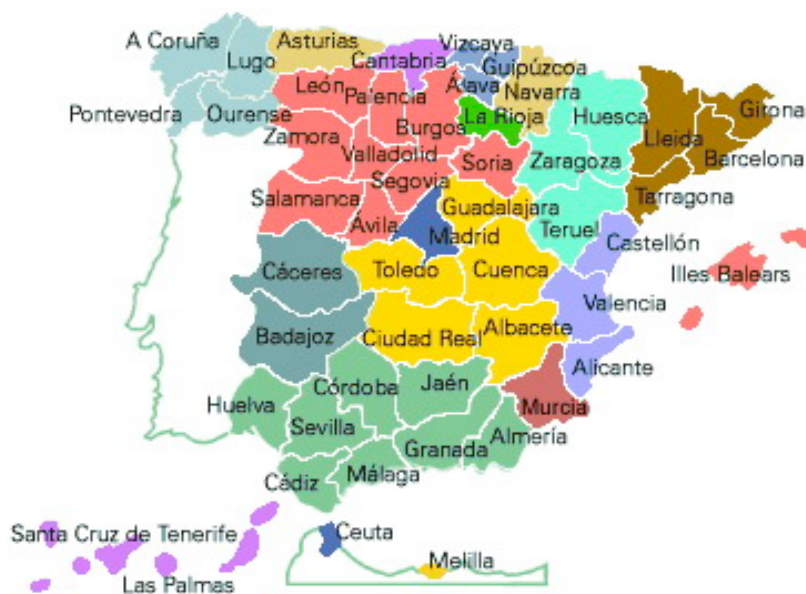 A Coruña
Lugo
Asturias
Cantabria
Vizcaya
Guipúzcoa
Álava
Navarra
Pontevedra
Ourense
León
Palencia
Burgos
La Rioja
Huesca
Lleida
Girona
Barcelona
Zamora
Valladolid
Soria
Zaragoza
Tarragona
Salamanca
Segovia
Ávila
Madrid
Guadalajara
Teruel
Castellón
Illes Balears
Cáceres
Toledo
Cuenca
Valencia
Badajoz
Ciudad Real
Albacete
Alicante
Huelva
Córdoba
Jaén
Murcia
Sevilla
Granada
Almería
Cádiz
Málaga
Santa Cruz de Tenerife
Las Palmas
Ceuta
Melilla